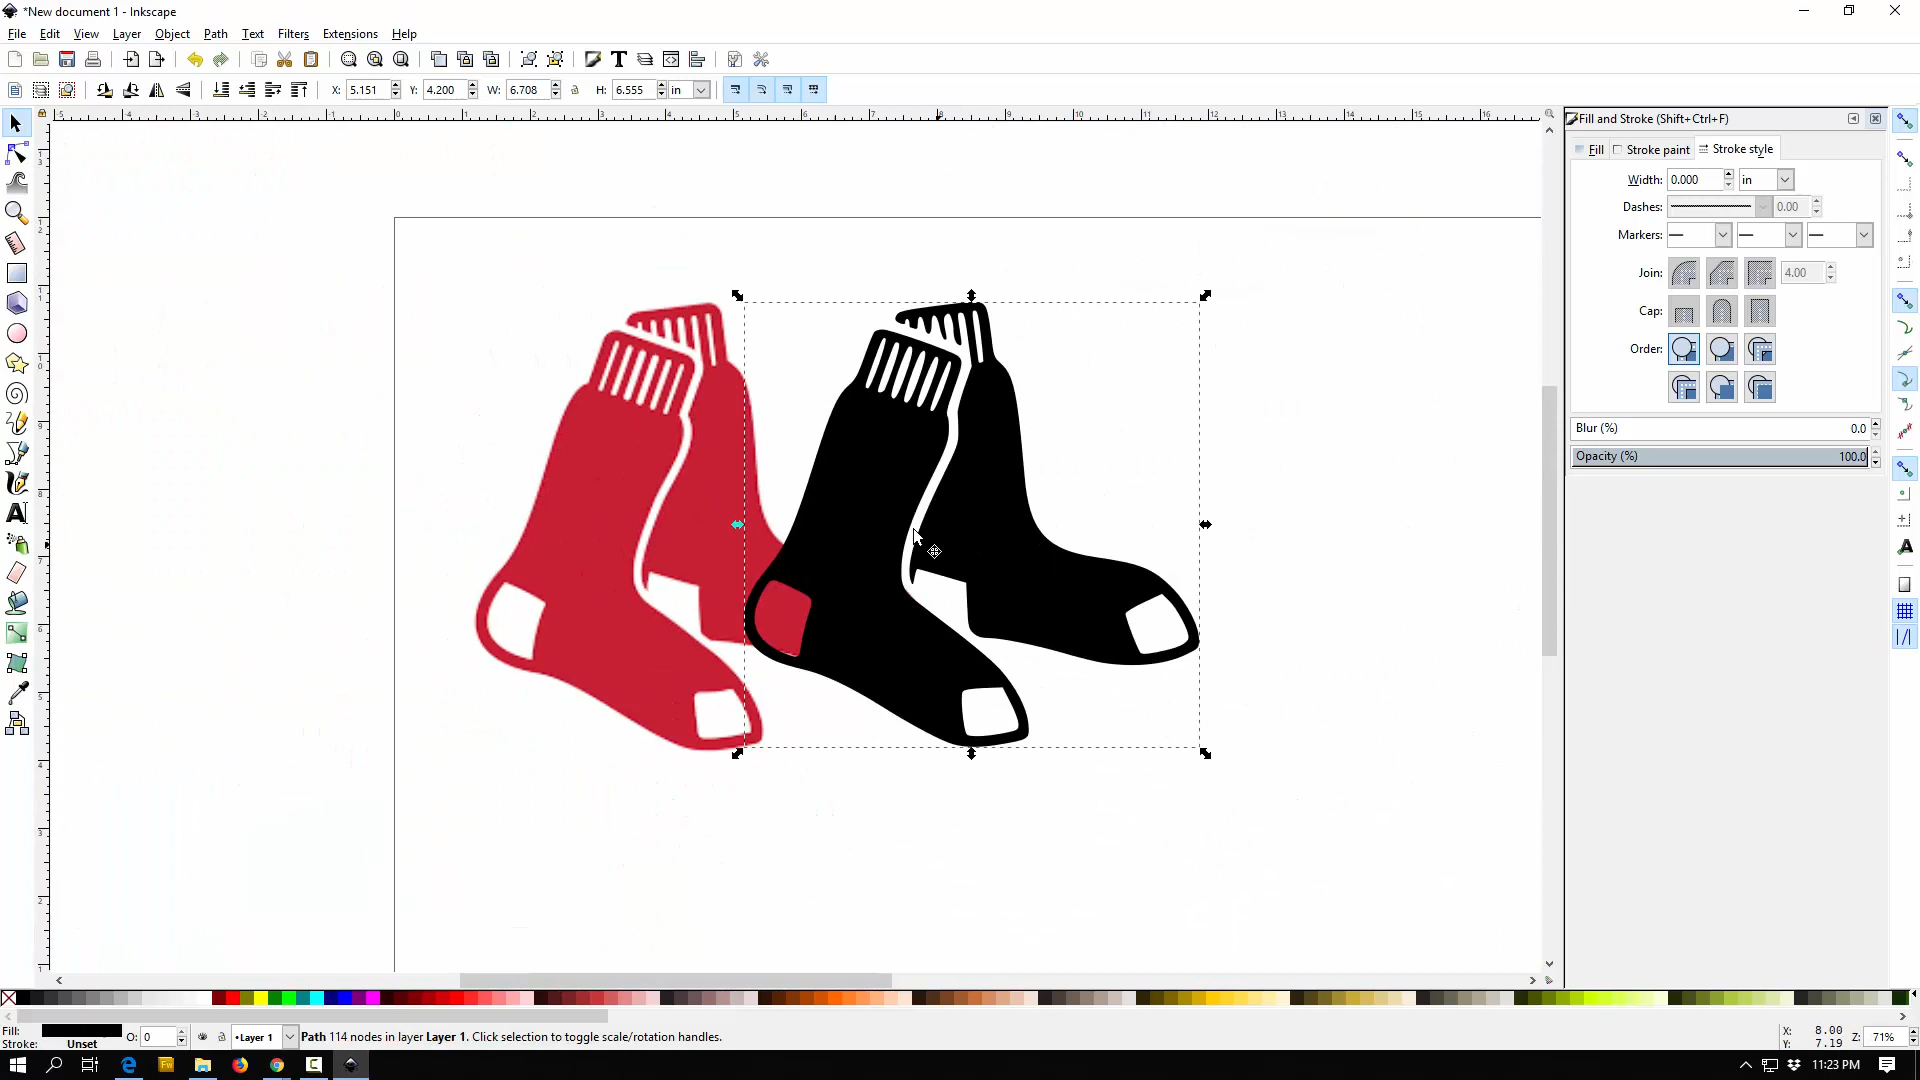 *New document 1 - Inkscape
File Edit View Layer Object Path Text Filters Extensions Help
X: 5.151 Y: 4.200 W: 6.708 H: 6.555 in
Fill and Stroke (Shift+Ctrl+F)
Fill Stroke paint Stroke style
Width: 0.000 in
Dashes: 0.00
Markers:
Join: 4.00
Cap:
Order:
Blur (%) 0.0
Opacity (%) 100.0
Fill:
Stroke: Unset
O: 0
Layer 1
Path 114 nodes in layer Layer 1. Click selection to toggle scale/rotation handles.
X: 8.00
Y: 7.19
Z: 71%
Fw
11:23 PM